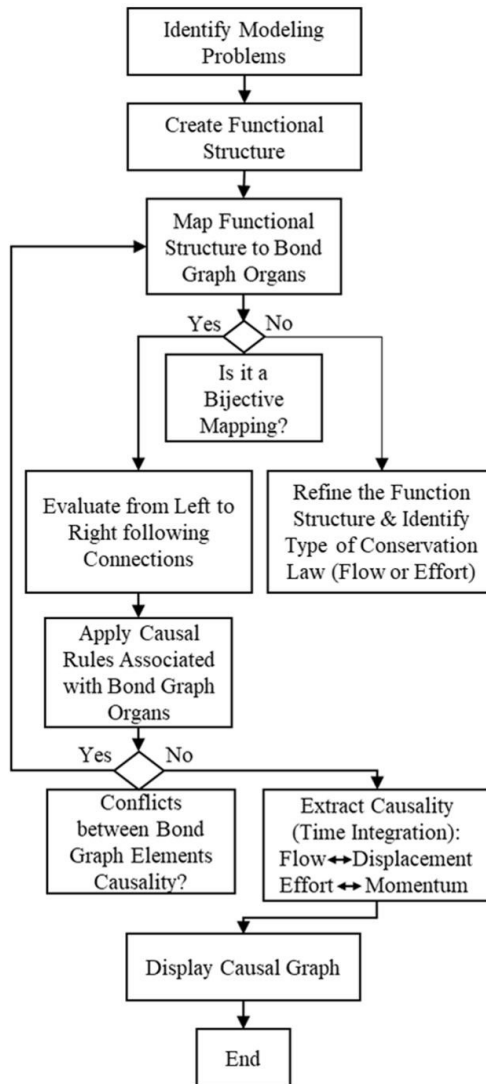 Identify Modeling
Problems
Create Functional
Structure
Map Functional
Structure to Bond
Graph Organs
Yes
No
Is it a
Bijective
Mapping?
Evaluate from Left to
Right following
Connections
Refine the Function
Structure & Identify
Type of Conservation
Law (Flow or Effort)
Apply Causal
Rules Associated
with Bond Graph
Organs
Yes
No
Conflicts
between Bond
Graph Elements
Causality?
Extract Causality
(Time Integration):
Flow↔Displacement
Effort↔Momentum
Display Causal Graph
End